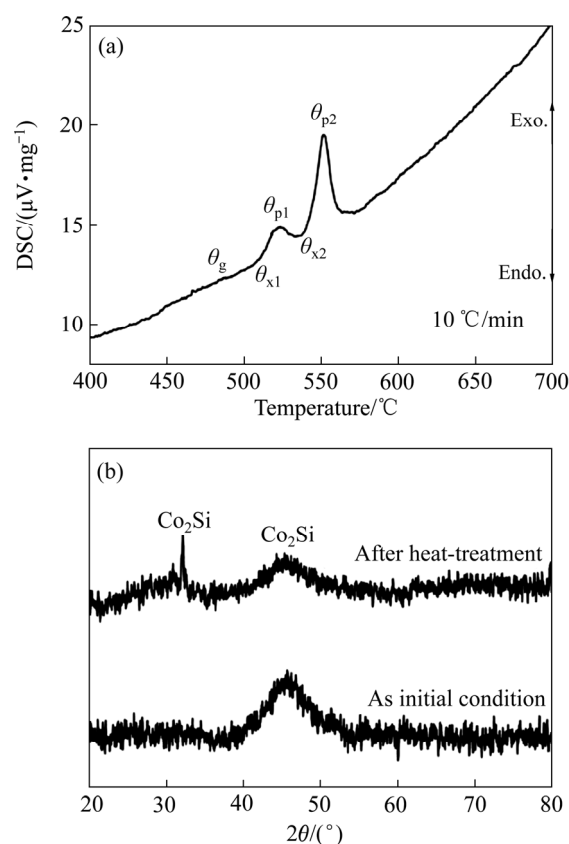 25
(a)
θp2
20
Exo.
θp1
DSC/(μV·mg⁻¹)
15
θx2
θg
θx1
Endo.
10
10 ℃/min
400 450 500 550 600 650 700
Temperature/℃
(b)
Co₂Si
Co₂Si
After heat-treatment
As initial condition
20 30 40 50 60 70 80
2θ/(°)